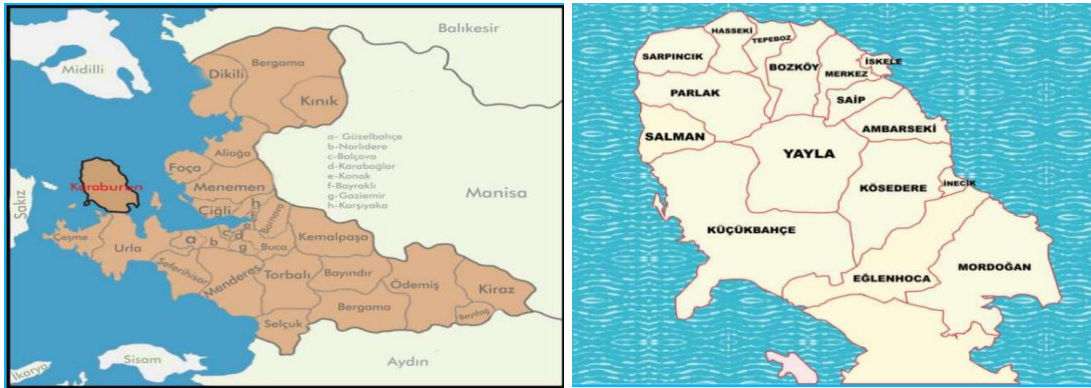 Balıkesir
Midilli
Bergama
Dikili
Kınık
a- Güzelbahçe
b-Narlıdere
c-Balçova
d-Karabağlar
e-Konak
f-Bayraklı
g-Gaziemir
h-Karşıyaka
Aliağa
Foça
Menemen
Karaburun
Manisa
Sakız
Çiğli
h
f
Bornova
e
Çeşme
Urla
a
b
c
d
g
Buca
Kemalpaşa
Seferihisar
Menderes
Torbalı
Bayındır
Ödemiş
Kiraz
Bergama
Beydağ
Selçuk
Sisam
Aydın
İkarya
HASSEKİ
TEPEBOZ
SARPINCIK
BOZKÖY
İSKELE
MERKEZ
PARLAK
SAİP
SALMAN
AMBARSEKİ
YAYLA
KÖSEDERE
İNECİK
KÜÇÜKBAHÇE
EĞLENHOCA
MORDOĞAN